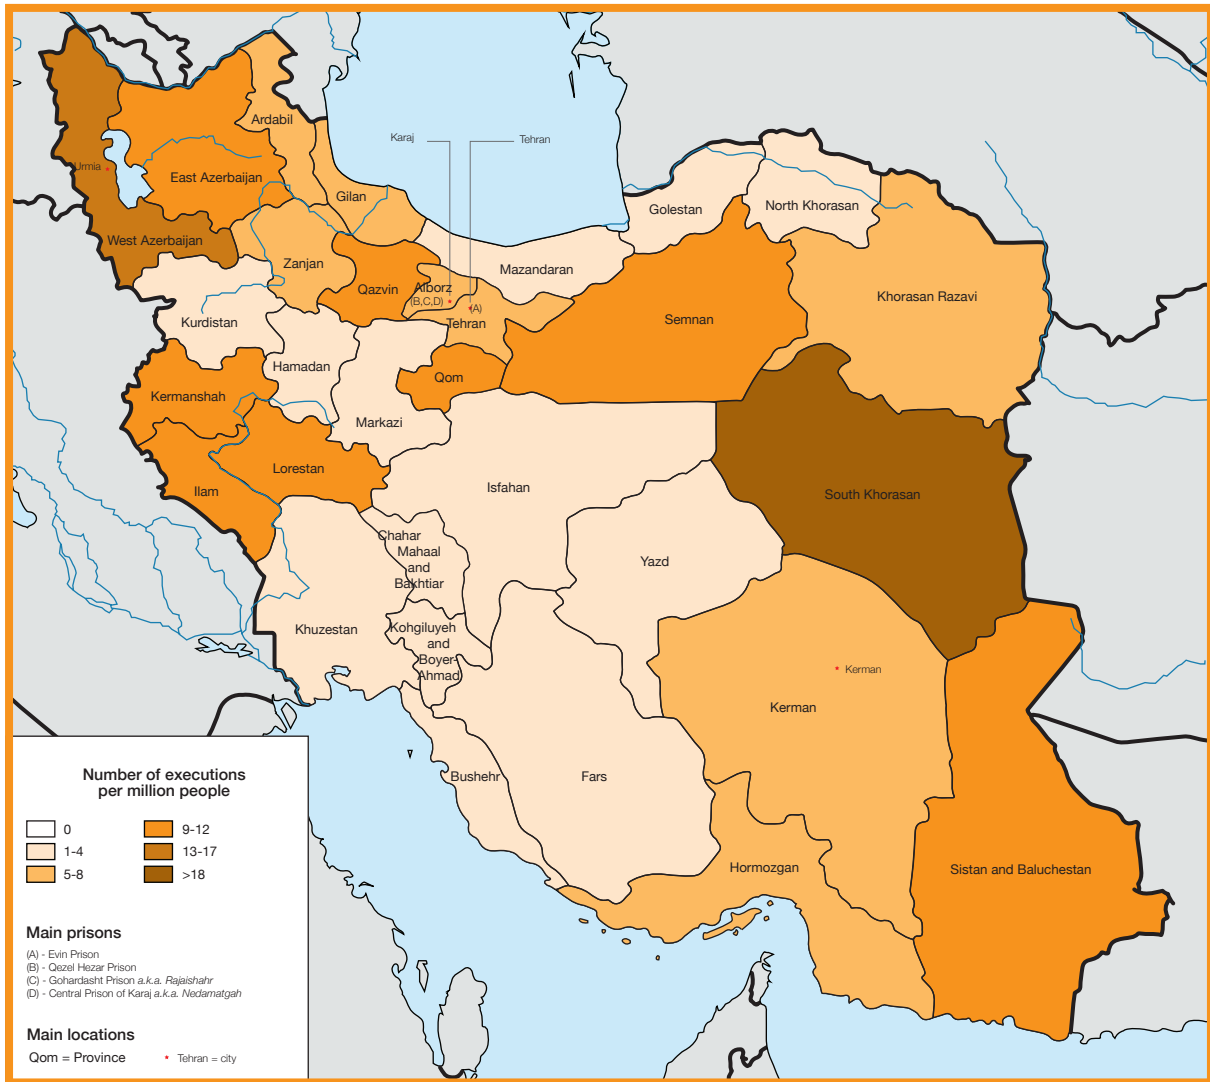 Ardabil
Karaj
Tehran
Urmia
East Azerbaijan
Gilan
Golestan
North Khorasan
West Azerbaijan
Zanjan
Mazandaran
Qazvin
Alborz
(B,C,D)
(A)
Khorasan Razavi
Kurdistan
Tehran
Semnan
Hamadan
Qom
Kermanshah
Markazi
Lorestan
Isfahan
Ilam
South Khorasan
Chahar
Mahaal
and
Bakhtiar
Yazd
Khuzestan
Kohgiluyeh
and
Boyer-
Ahmad
Kerman
Kerman
Bushehr
Fars
Hormozgan
Sistan and Baluchestan
Number of executions
per million people
0
9-12
1-4
13-17
5-8
>18
Main prisons
(A) - Evin Prison
(B) - Qezel Hezar Prison
(C) - Gohardasht Prison a.k.a. Rajaishahr
(D) - Central Prison of Karaj a.k.a. Nedamatgah
Main locations
Qom = Province
* Tehran = city